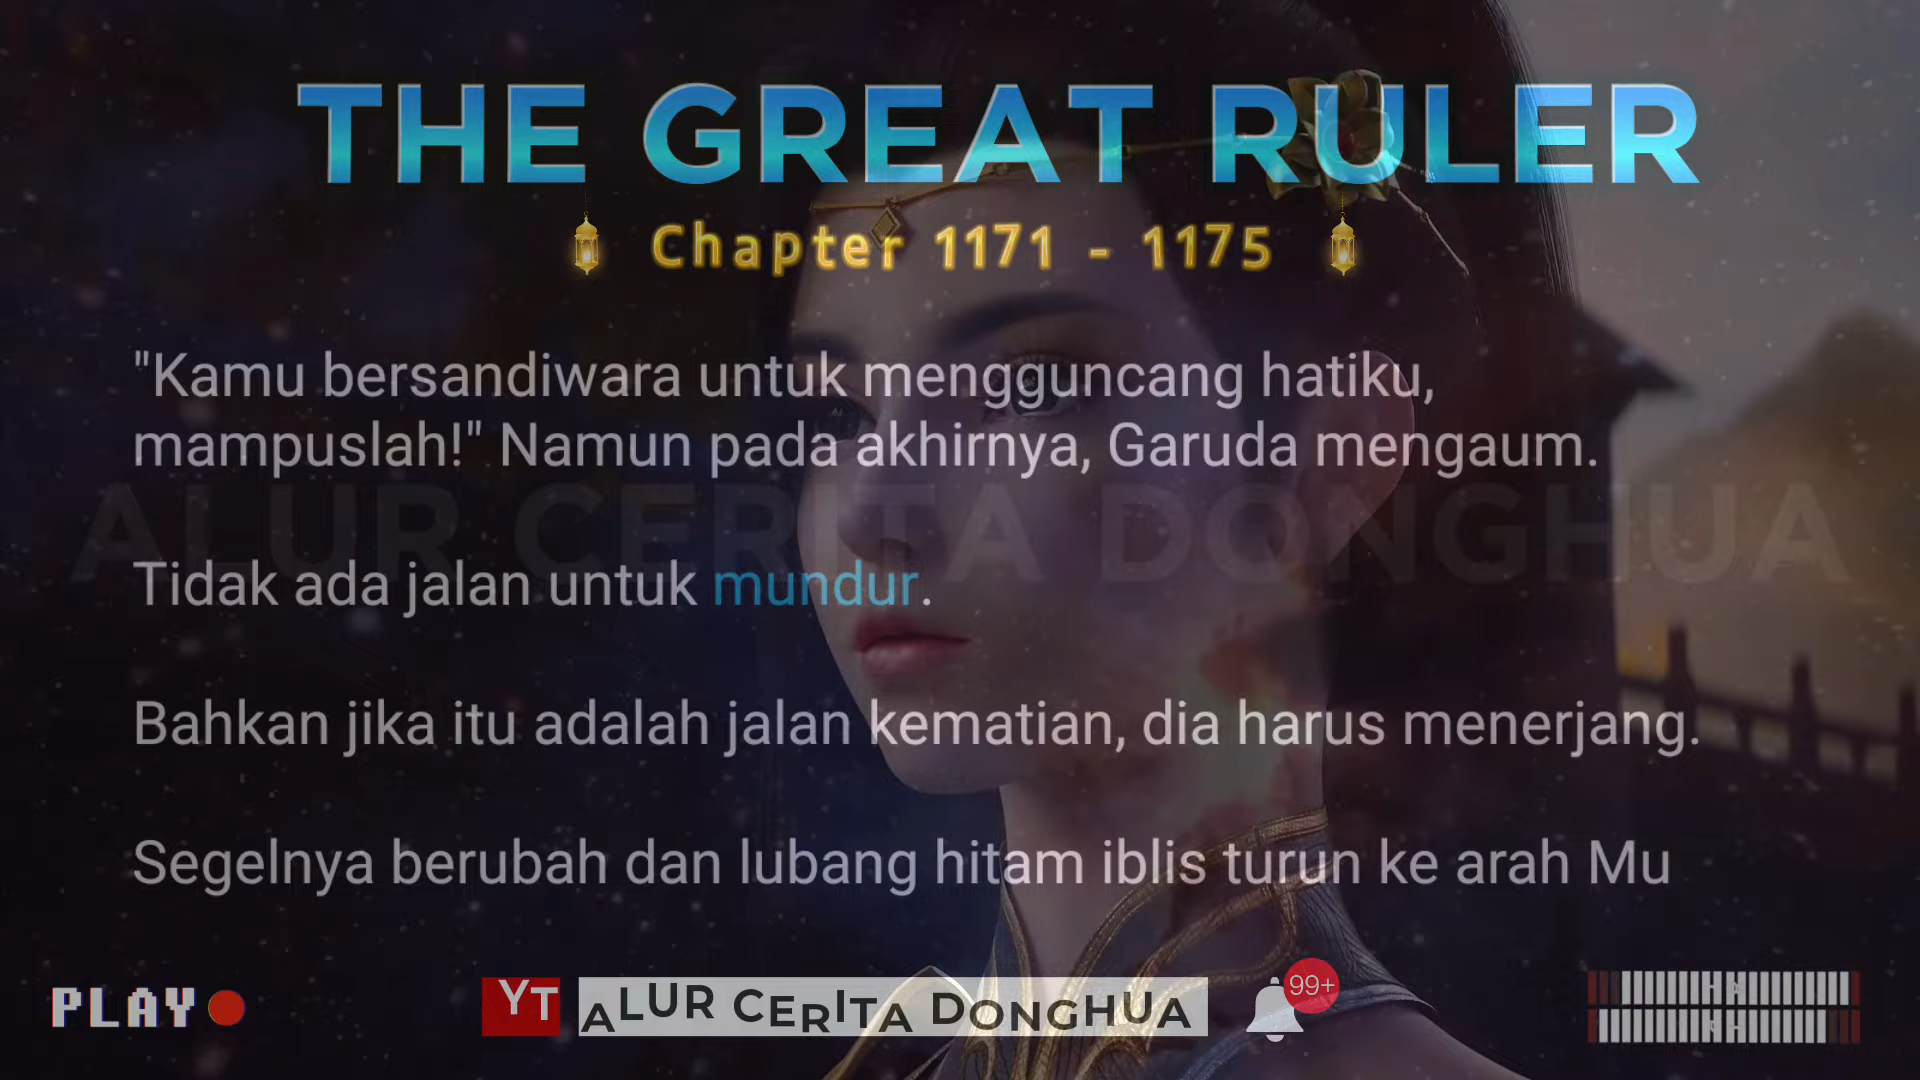 THE GREAT RULER
Chapter 1171 - 1175
"Kamu bersandiwara untuk mengguncang hatiku,
mampuslah!" Namun pada akhirnya, Garuda mengaum.
ALUR CERITA DONGHUA
Tidak ada jalan untuk mundur.
Bahkan jika itu adalah jalan kematian, dia harus menerjang.
Segelnya berubah dan lubang hitam iblis turun ke arah Mu
PLAY
YT ALUR CERITA DONGHUA
99+